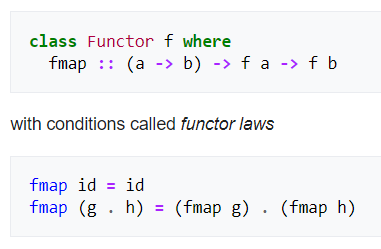 class Functor f where
  fmap :: (a -> b) -> f a -> f b
with conditions called functor laws
fmap id = id
fmap (g . h) = (fmap g) . (fmap h)